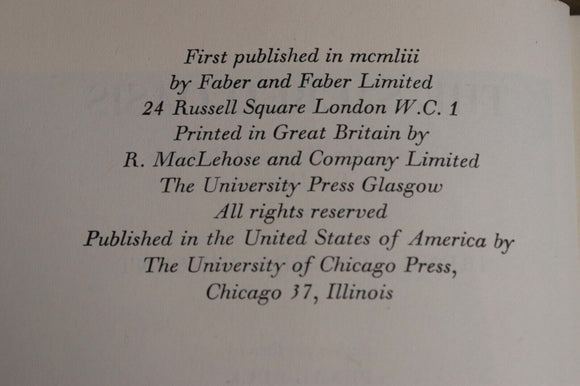 First published in mcmliii
by Faber and Faber Limited
24 Russell Square London W.C. 1
Printed in Great Britain by
R. MacLehose and Company Limited
The University Press Glasgow
All rights reserved
Published in the United States of America by
The University of Chicago Press,
Chicago 37, Illinois